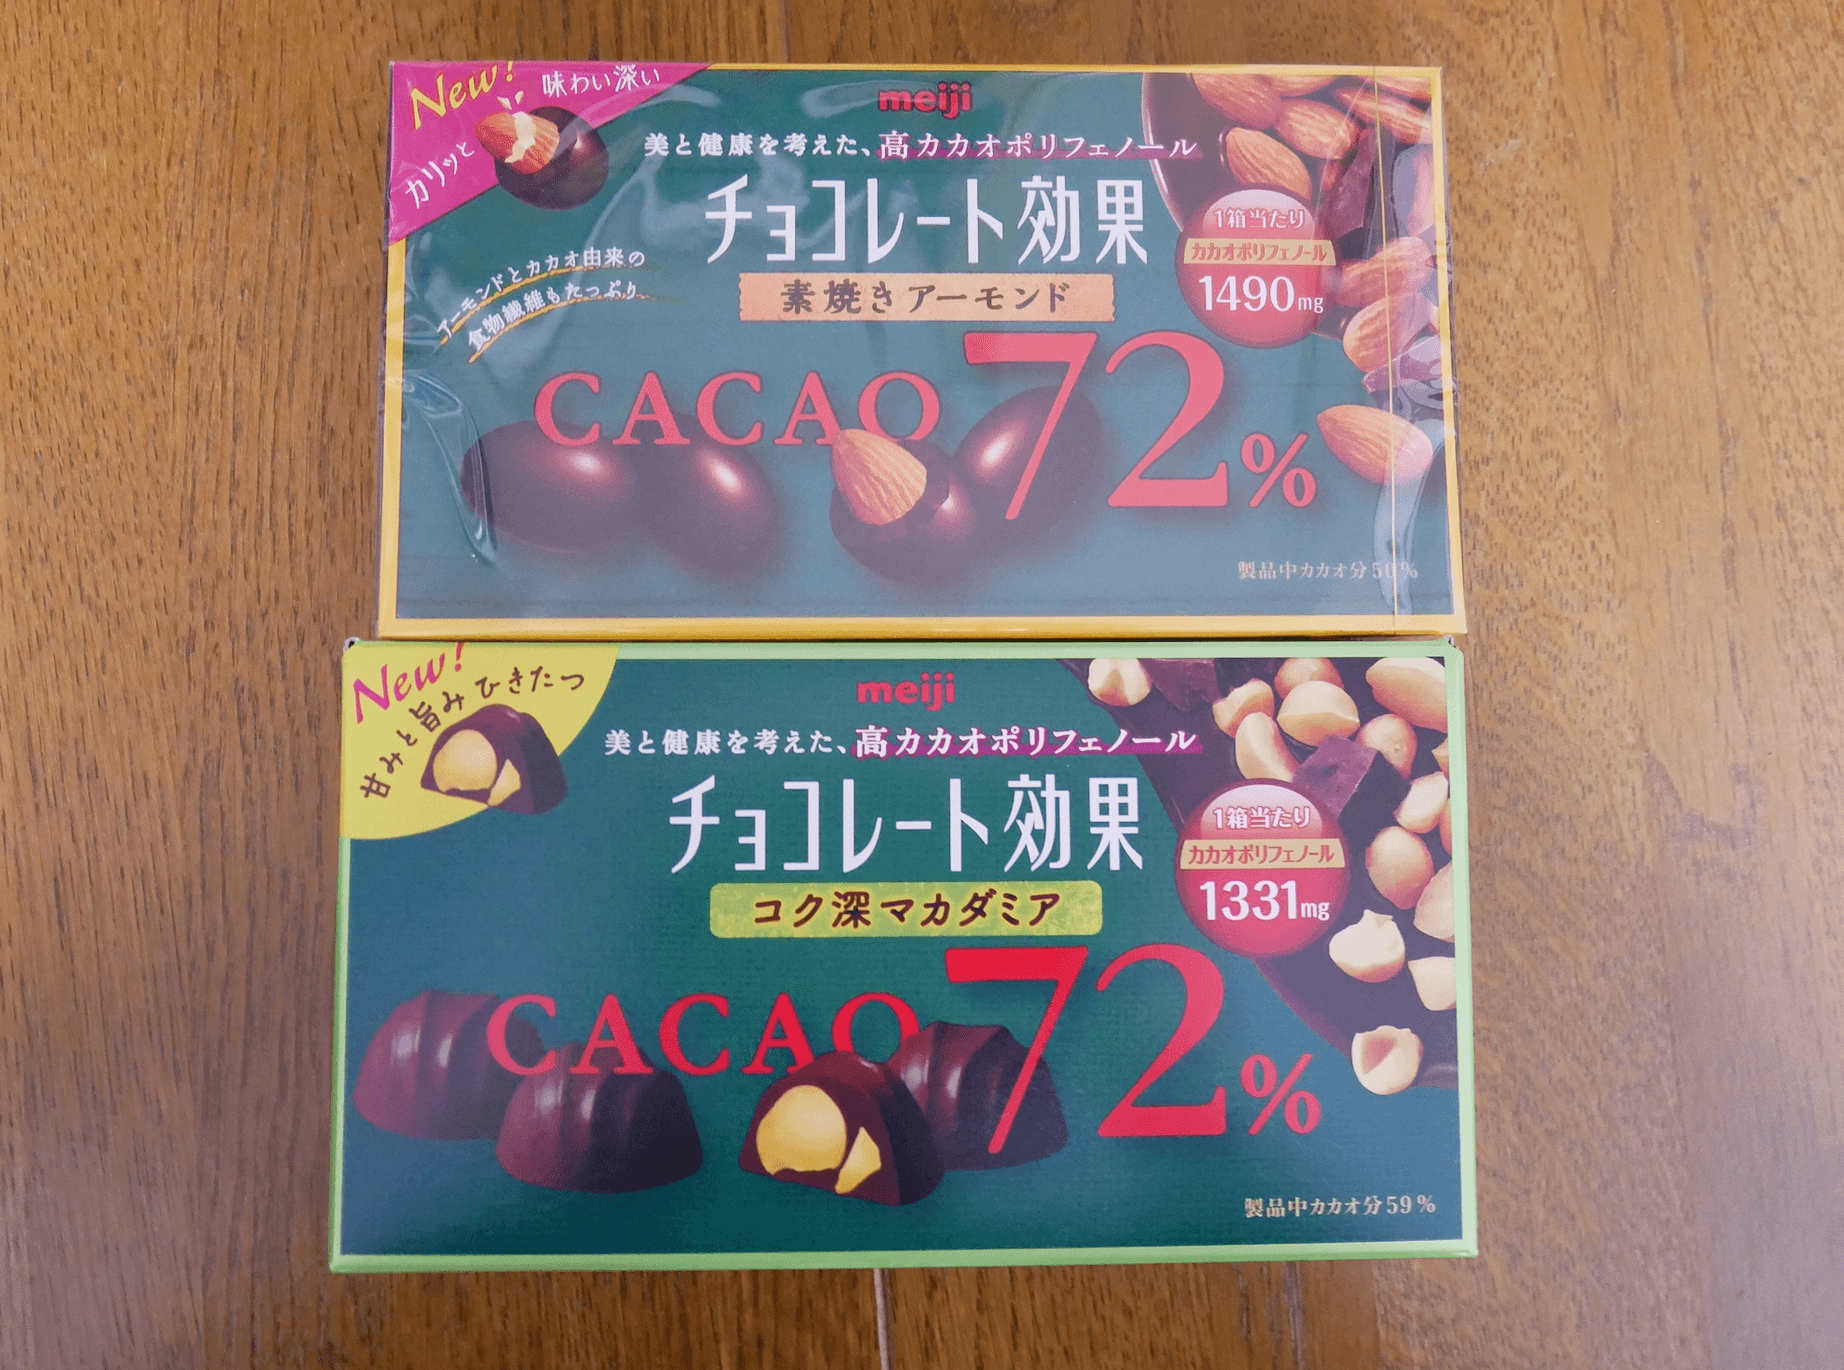 New!
味わい深い
カリッと
meiji
美と健康を考えた、高カカオポリフェノール
チョコレート効果
素焼きアーモンド
アーモンドとカカオ由来の
食物繊維もたっぷり
1箱当たり
カカオポリフェノール
1490mg
CACAO 72%
製品中カカオ分50%
New!
甘みと旨みひきたつ
meiji
美と健康を考えた、高カカオポリフェノール
チョコレート効果
コク深マカダミア
1箱当たり
カカオポリフェノール
1331mg
CACAO 72%
製品中カカオ分59%